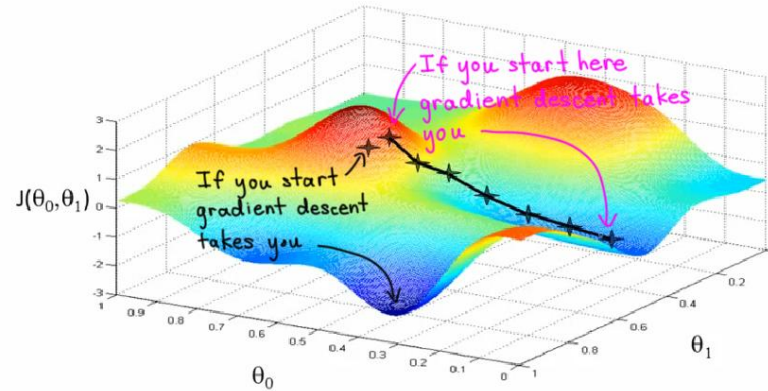 If you start here
gradient descent takes
you
If you start
gradient descent
takes you
J(θ₀,θ₁)
3
2
1
0
-1
-2
-3
1
0.9
0.8
0.7
0.6
0.5
0.4
0.3
0.2
0.1
0
θ₀
1
0.8
0.6
0.4
0.2
θ₁